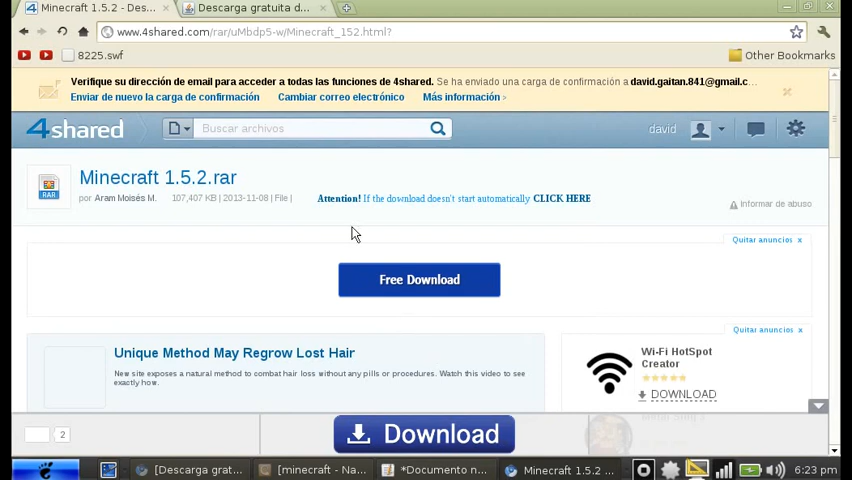 Minecraft 1.5.2 - Des...
Descarga gratuita d...
www.4shared.com/rar/uMbdp5-w/Minecraft_152.html?
8225.swf
Other Bookmarks
Verifique su dirección de email para acceder a todas las funciones de 4shared. Se ha enviado una carga de confirmación a david.gaitan.841@gmail.c...
Enviar de nuevo la carga de confirmación
Cambiar correo electrónico
Más información
4shared
Buscar archivos
david
RAR
Minecraft 1.5.2.rar
por Aram Moisés M.
107,407 KB | 2013-11-08 | File |
Attention! If the download doesn't start automatically CLICK HERE
Informar de abuso
Quitar anuncios x
Free Download
Quitar anuncios x
Unique Method May Regrow Lost Hair
New site exposes a natural method to combat hair loss without any pills or procedures. Watch this video to see
exactly how.
Wi-Fi HotSpot
Creator
DOWNLOAD
2
Download
[Descarga grat...
[minecraft - Na...
*Documento n...
Minecraft 1.5.2 ...
6:23 pm